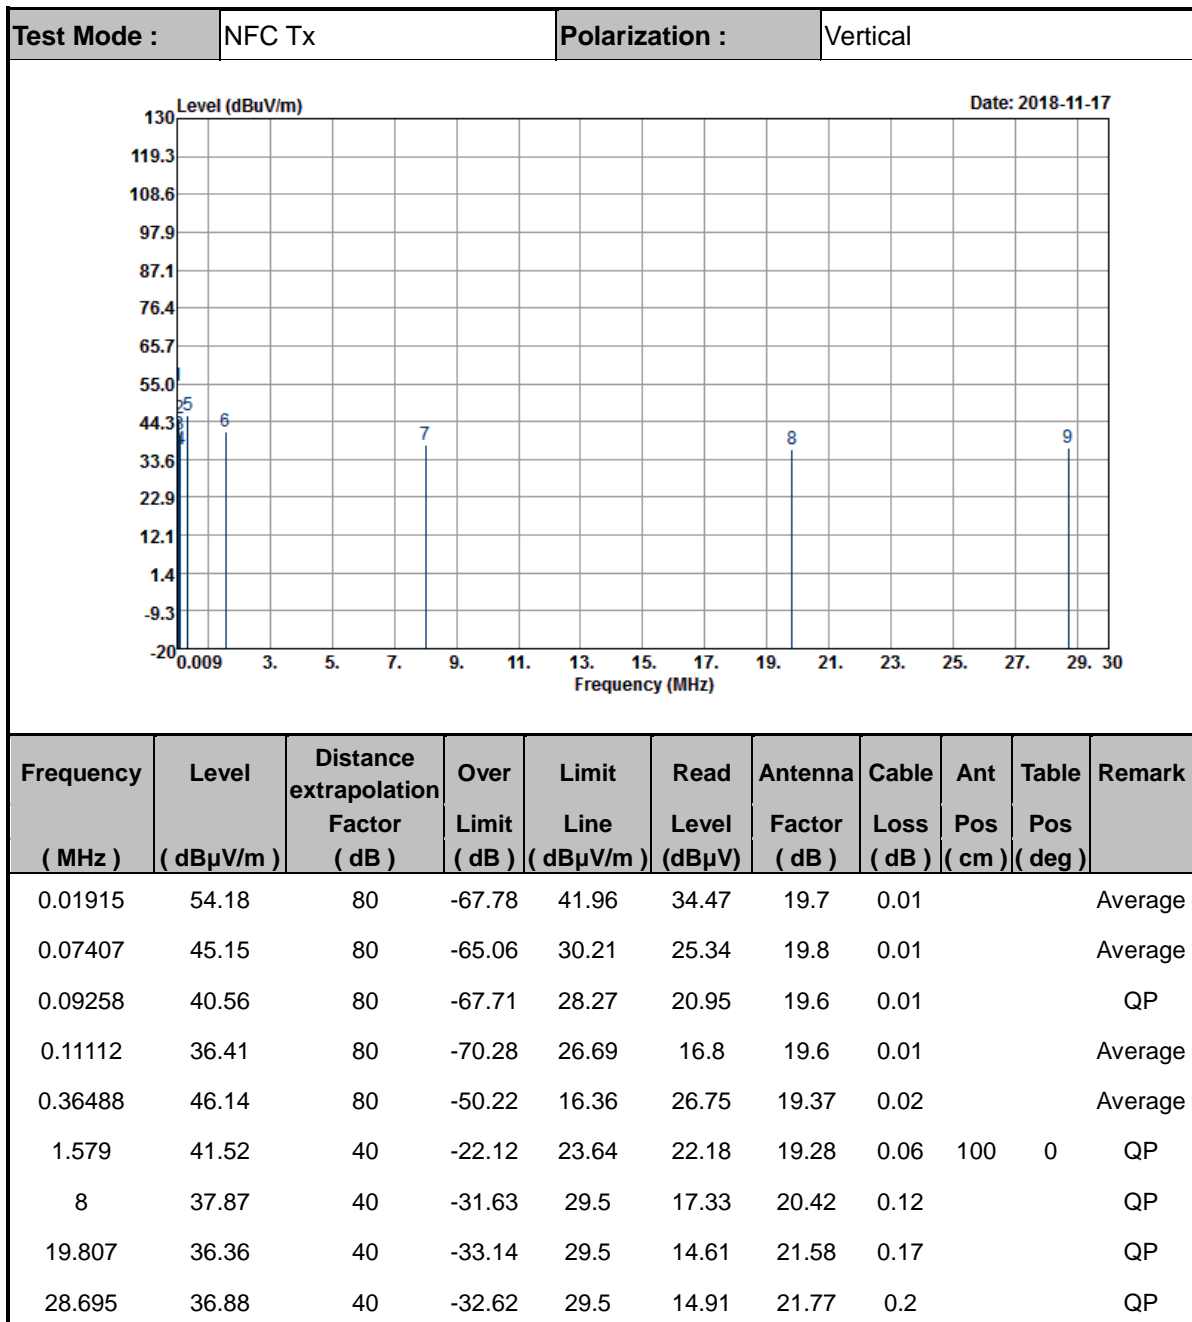 Test Mode : NFC Tx Polarization : Vertical
Level (dBuV/m) Date: 2018-11-17
130
119.3
108.6
97.9
87.1
76.4
65.7
55.0
44.3
33.6
22.9
12.1
1.4
-9.3
-20
1
2 5
3
4
6
7
8
9
0.009 3. 5. 7. 9. 11. 13. 15. 17. 19. 21. 23. 25. 27. 29. 30
Frequency (MHz)
Frequency Level Distance extrapolation Over Limit Read Antenna Cable Ant Table Remark
Factor Limit Line Level Factor Loss Pos Pos
( MHz ) ( dBµV/m ) ( dB ) ( dB ) ( dBµV/m ) (dBµV) ( dB ) ( dB ) ( cm ) ( deg )
0.01915 54.18 80 -67.78 41.96 34.47 19.7 0.01 Average
0.07407 45.15 80 -65.06 30.21 25.34 19.8 0.01 Average
0.09258 40.56 80 -67.71 28.27 20.95 19.6 0.01 QP
0.11112 36.41 80 -70.28 26.69 16.8 19.6 0.01 Average
0.36488 46.14 80 -50.22 16.36 26.75 19.37 0.02 Average
1.579 41.52 40 -22.12 23.64 22.18 19.28 0.06 100 0 QP
8 37.87 40 -31.63 29.5 17.33 20.42 0.12 QP
19.807 36.36 40 -33.14 29.5 14.61 21.58 0.17 QP
28.695 36.88 40 -32.62 29.5 14.91 21.77 0.2 QP